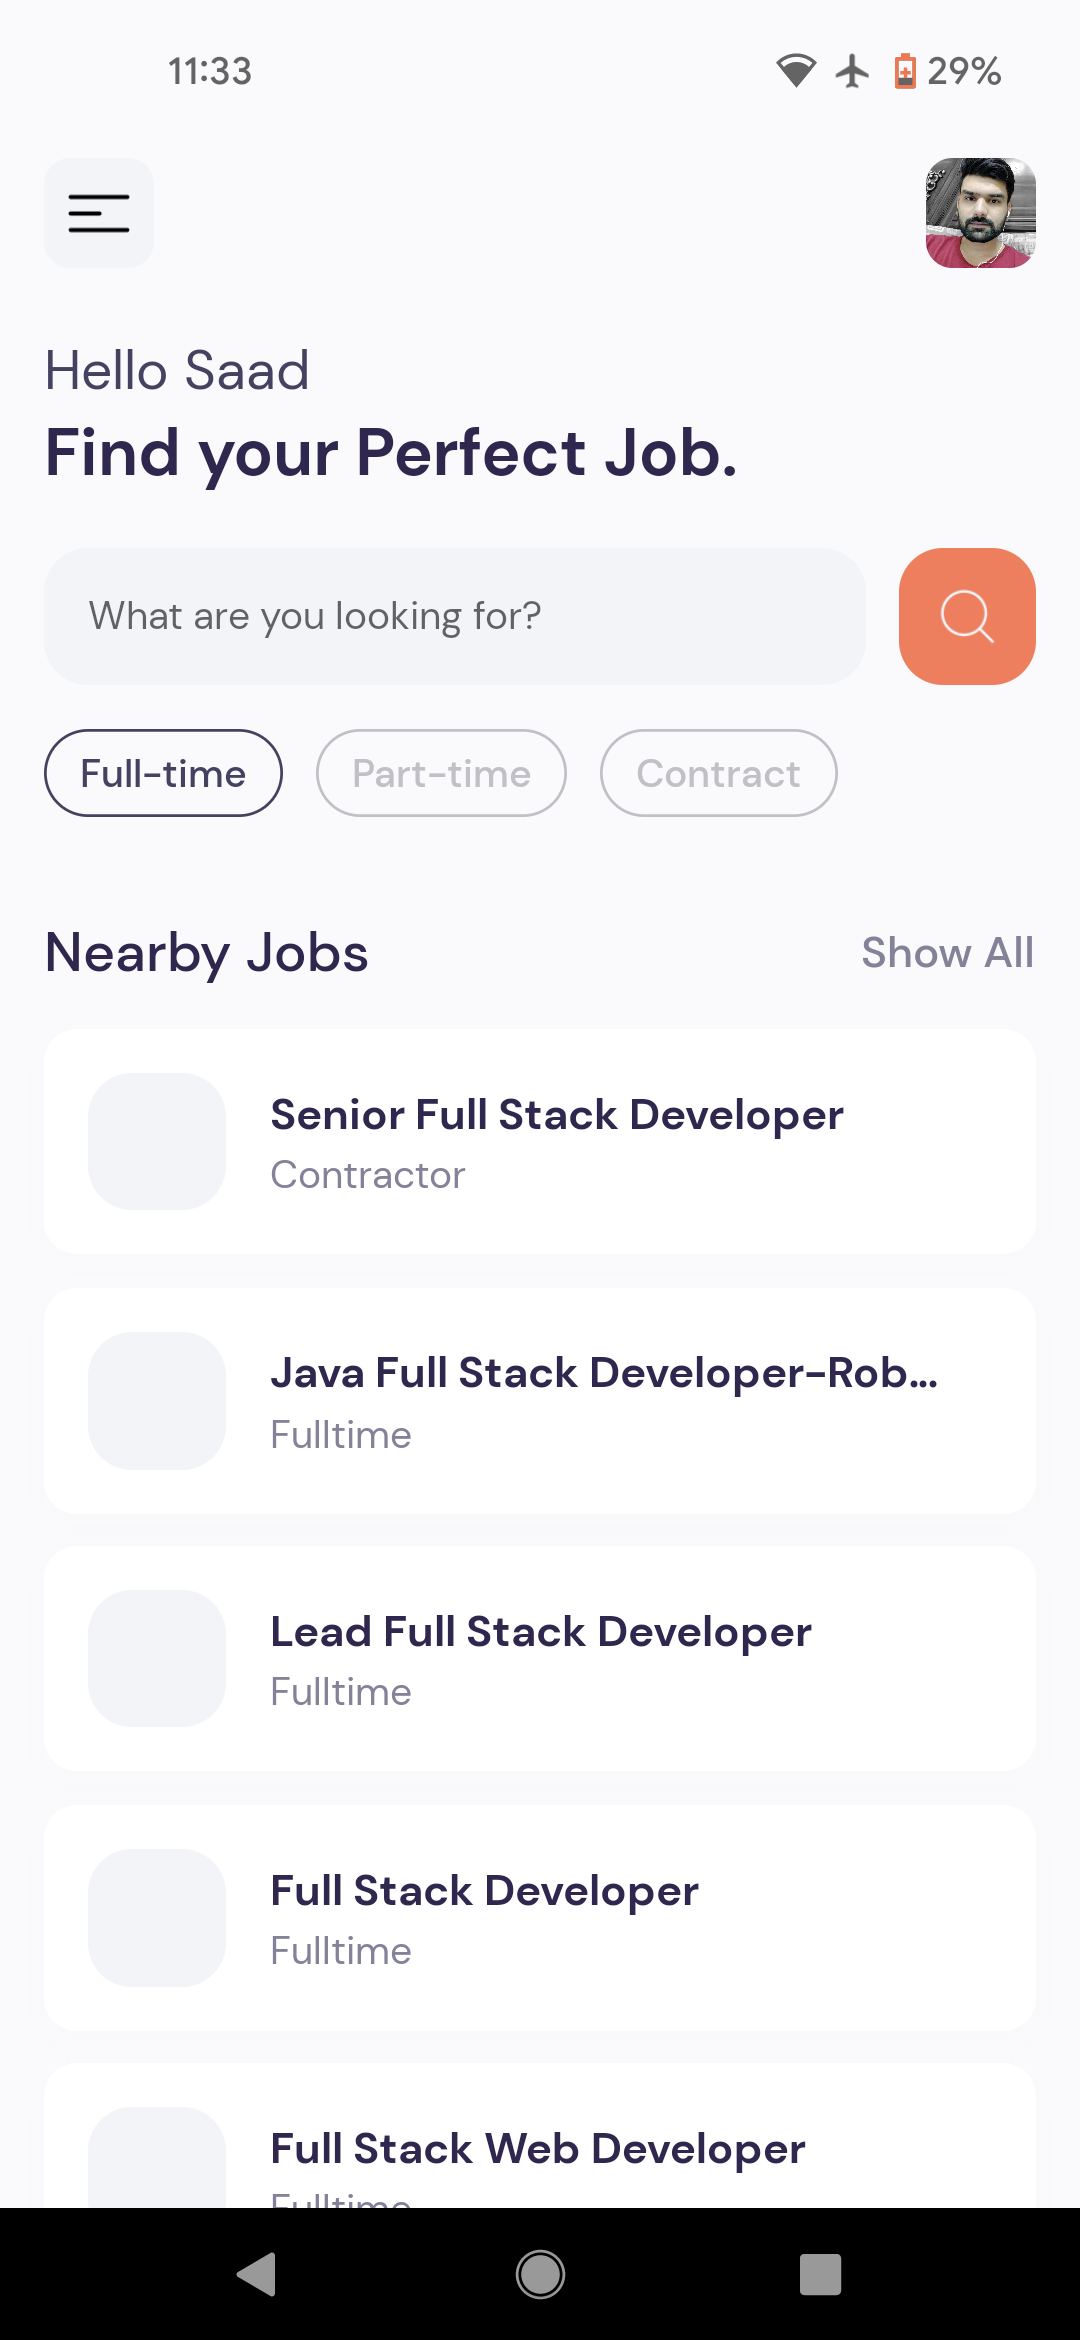 11:33 29%
Hello Saad
Find your Perfect Job.
What are you looking for?
Full-time Part-time Contract
Nearby Jobs Show All
Senior Full Stack Developer
Contractor
Java Full Stack Developer-Rob...
Fulltime
Lead Full Stack Developer
Fulltime
Full Stack Developer
Fulltime
Full Stack Web Developer
Fulltime